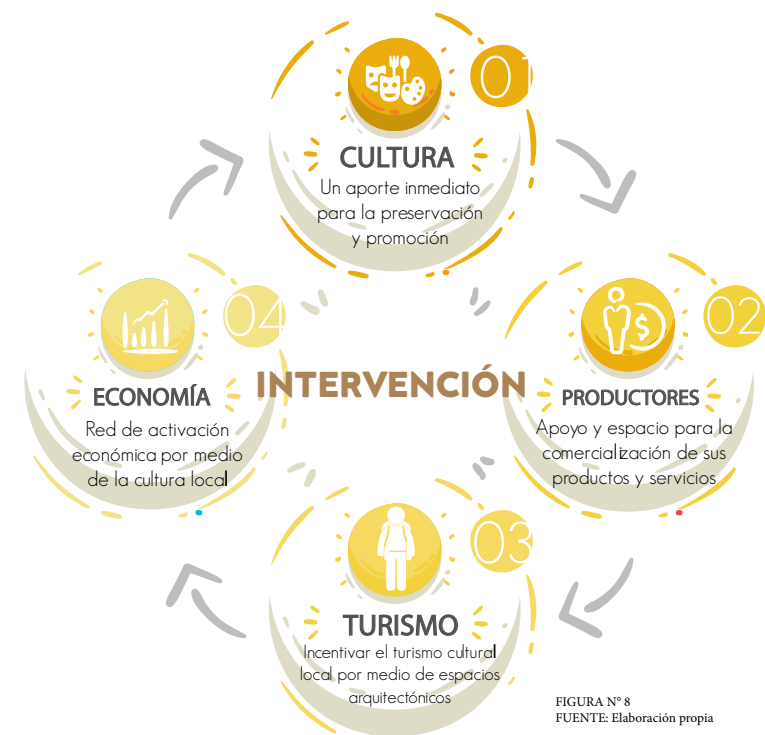 01
CULTURA
Un aporte inmediato
para la preservación
y promoción
02
PRODUCTORES
Apoyo y espacio para la
comercialización de sus
productos y servicios
$
03
TURISMO
Incentivar el turismo cultural
local por medio de espacios
arquitectónicos
04
ECONOMÍA
Red de activación
económica por medio
de la cultura local
INTERVENCIÓN
FIGURA N° 8
FUENTE: Elaboración propia